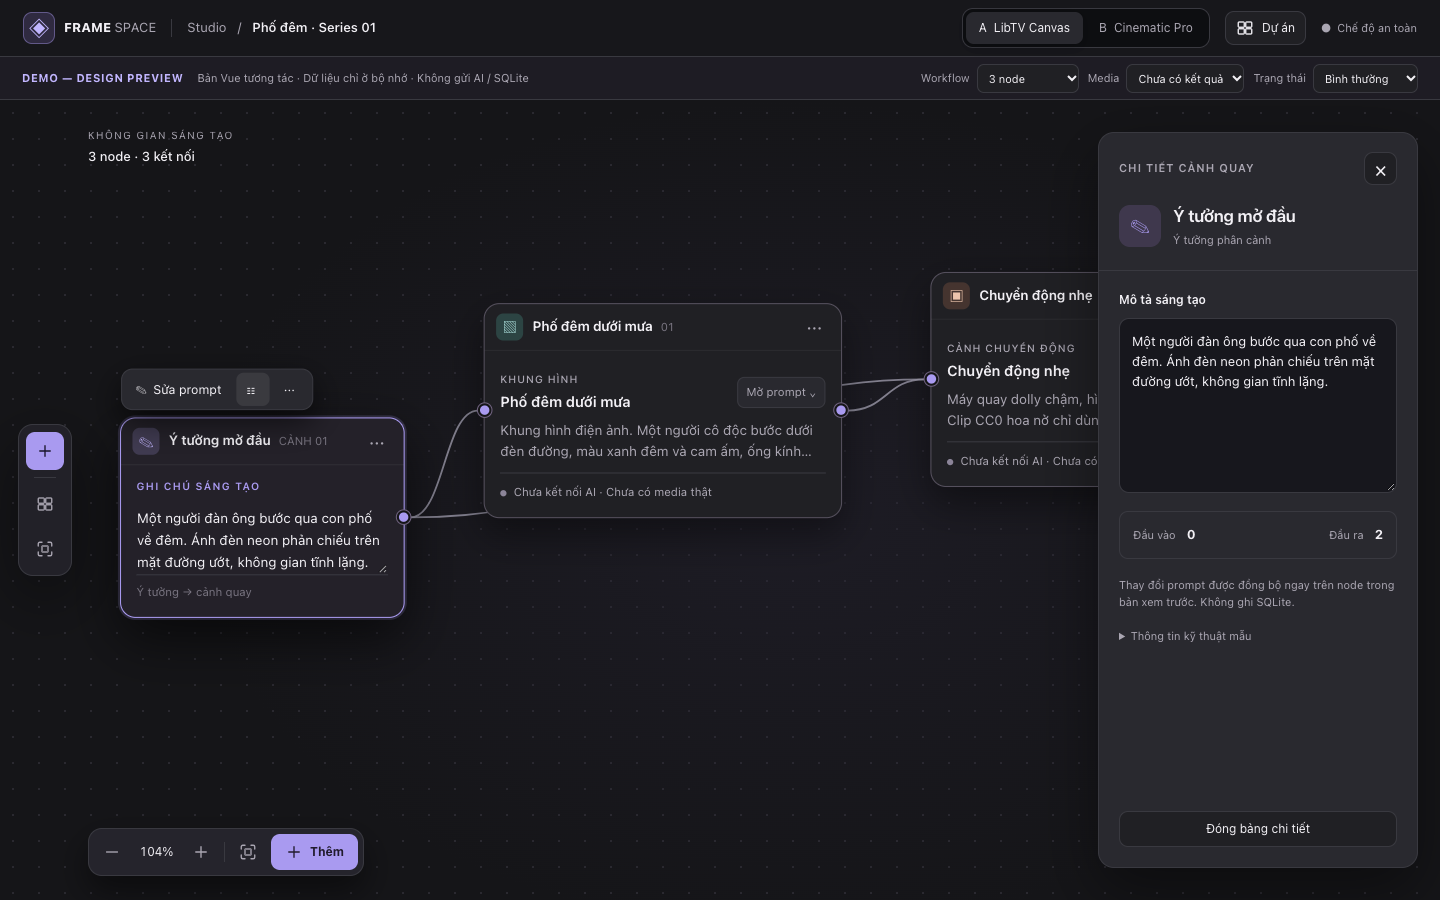 FRAME SPACE
Studio / Phố đêm · Series 01
A LibTV Canvas
B Cinematic Pro
Dự án
Chế độ an toàn
DEMO — DESIGN PREVIEW
Bản Vue tương tác · Dữ liệu chỉ ở bộ nhớ · Không gửi AI / SQLite
Workflow
3 node
Media
Chưa có kết quả
Trạng thái
Bình thường
KHÔNG GIAN SÁNG TẠO
3 node · 3 kết nối
Sửa prompt
Ý tưởng mở đầu CẢNH 01
GHI CHÚ SÁNG TẠO
Một người đàn ông bước qua con phố
về đêm. Ánh đèn neon phản chiếu trên
mặt đường ướt, không gian tĩnh lặng.
Ý tưởng → cảnh quay
Phố đêm dưới mưa 01
KHUNG HÌNH
Phố đêm dưới mưa
Mở prompt
Khung hình điện ảnh. Một người cô độc bước dưới
đèn đường, màu xanh đêm và cam ấm, ống kính...
Chưa kết nối AI · Chưa có media thật
Chuyển động nhẹ
CẢNH CHUYỂN ĐỘNG
Chuyển động nhẹ
Máy quay dolly chậm, hì
Clip CC0 hoa nở chỉ dùn
Chưa kết nối AI · Chưa có
CHI TIẾT CẢNH QUAY
Ý tưởng mở đầu
Ý tưởng phân cảnh
Mô tả sáng tạo
Một người đàn ông bước qua con phố về
đêm. Ánh đèn neon phản chiếu trên mặt
đường ướt, không gian tĩnh lặng.
Đầu vào 0
Đầu ra 2
Thay đổi prompt được đồng bộ ngay trên node trong
bản xem trước. Không ghi SQLite.
Thông tin kỹ thuật mẫu
Đóng bảng chi tiết
104%
Thêm